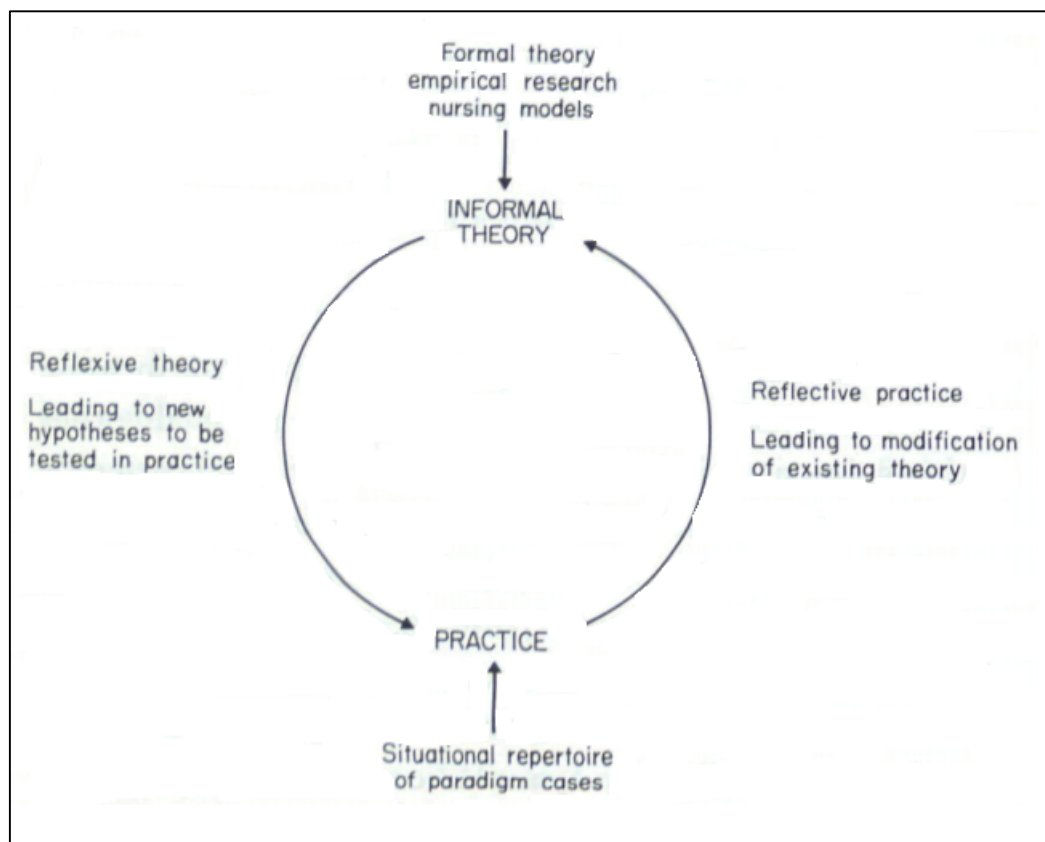 Formal theory
empirical research
nursing models
INFORMAL
THEORY
Reflexive theory
Leading to new
hypotheses to be
tested in practice
Reflective practice
Leading to modification
of existing theory
PRACTICE
Situational repertoire
of paradigm cases